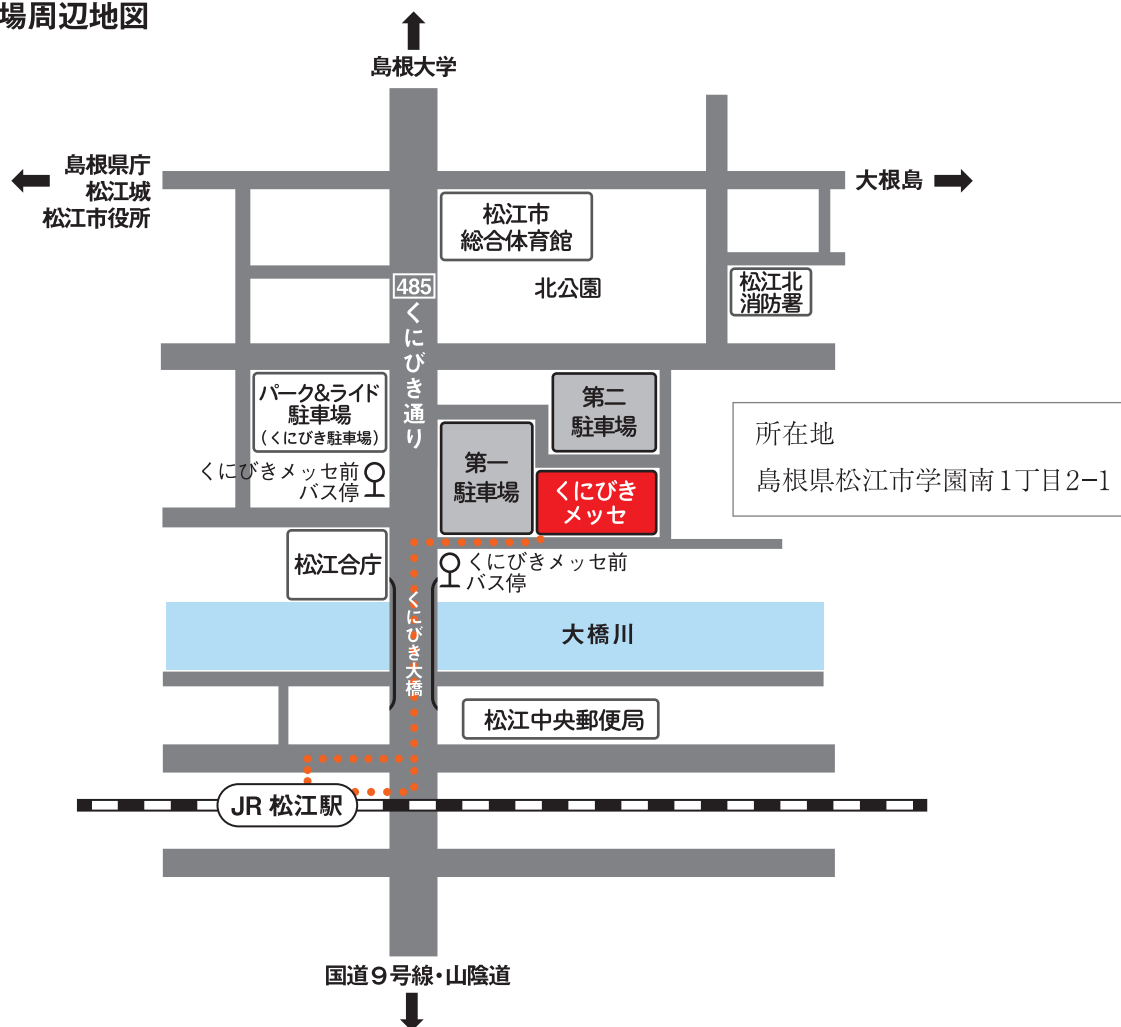 場周辺地図
島根大学
島根県庁
松江城
松江市役所
大根島
松江市
総合体育館
北公園
松江北
消防署
485
くにびき通り
パーク&ライド
駐車場
(くにびき駐車場)
第二
駐車場
くにびきメッセ前
バス停
第一
駐車場
くにびき
メッセ
所在地
島根県松江市学園南1丁目2−1
松江合庁
くにびきメッセ前
バス停
くにびき大橋
大橋川
松江中央郵便局
JR 松江駅
国道9号線・山陰道